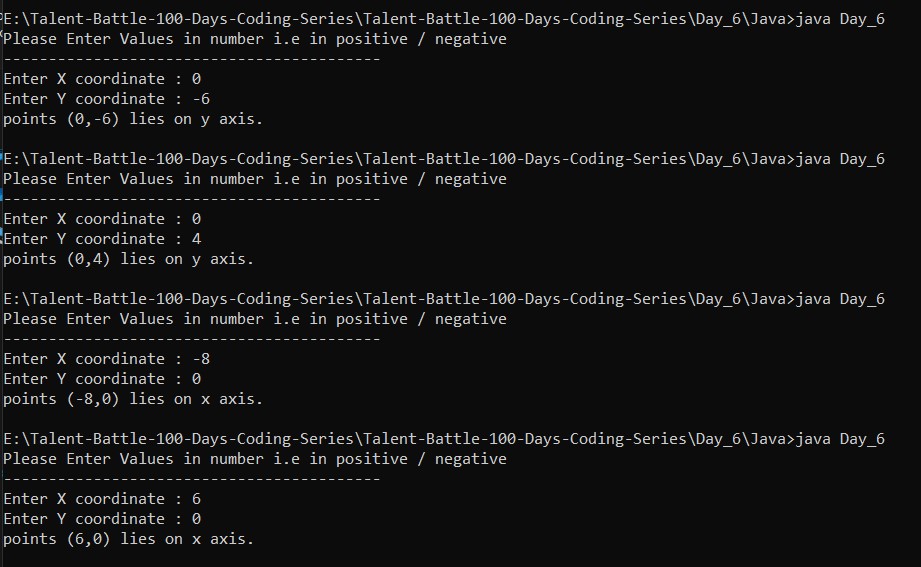 E:\Talent-Battle-100-Days-Coding-Series\Talent-Battle-100-Days-Coding-Series\Day_6\Java>java Day_6
Please Enter Values in number i.e in positive / negative
------------------------------------------
Enter X coordinate : 0
Enter Y coordinate : -6
points (0,-6) lies on y axis.
E:\Talent-Battle-100-Days-Coding-Series\Talent-Battle-100-Days-Coding-Series\Day_6\Java>java Day_6
Please Enter Values in number i.e in positive / negative
------------------------------------------
Enter X coordinate : 0
Enter Y coordinate : 4
points (0,4) lies on y axis.
E:\Talent-Battle-100-Days-Coding-Series\Talent-Battle-100-Days-Coding-Series\Day_6\Java>java Day_6
Please Enter Values in number i.e in positive / negative
------------------------------------------
Enter X coordinate : -8
Enter Y coordinate : 0
points (-8,0) lies on x axis.
E:\Talent-Battle-100-Days-Coding-Series\Talent-Battle-100-Days-Coding-Series\Day_6\Java>java Day_6
Please Enter Values in number i.e in positive / negative
------------------------------------------
Enter X coordinate : 6
Enter Y coordinate : 0
points (6,0) lies on x axis.